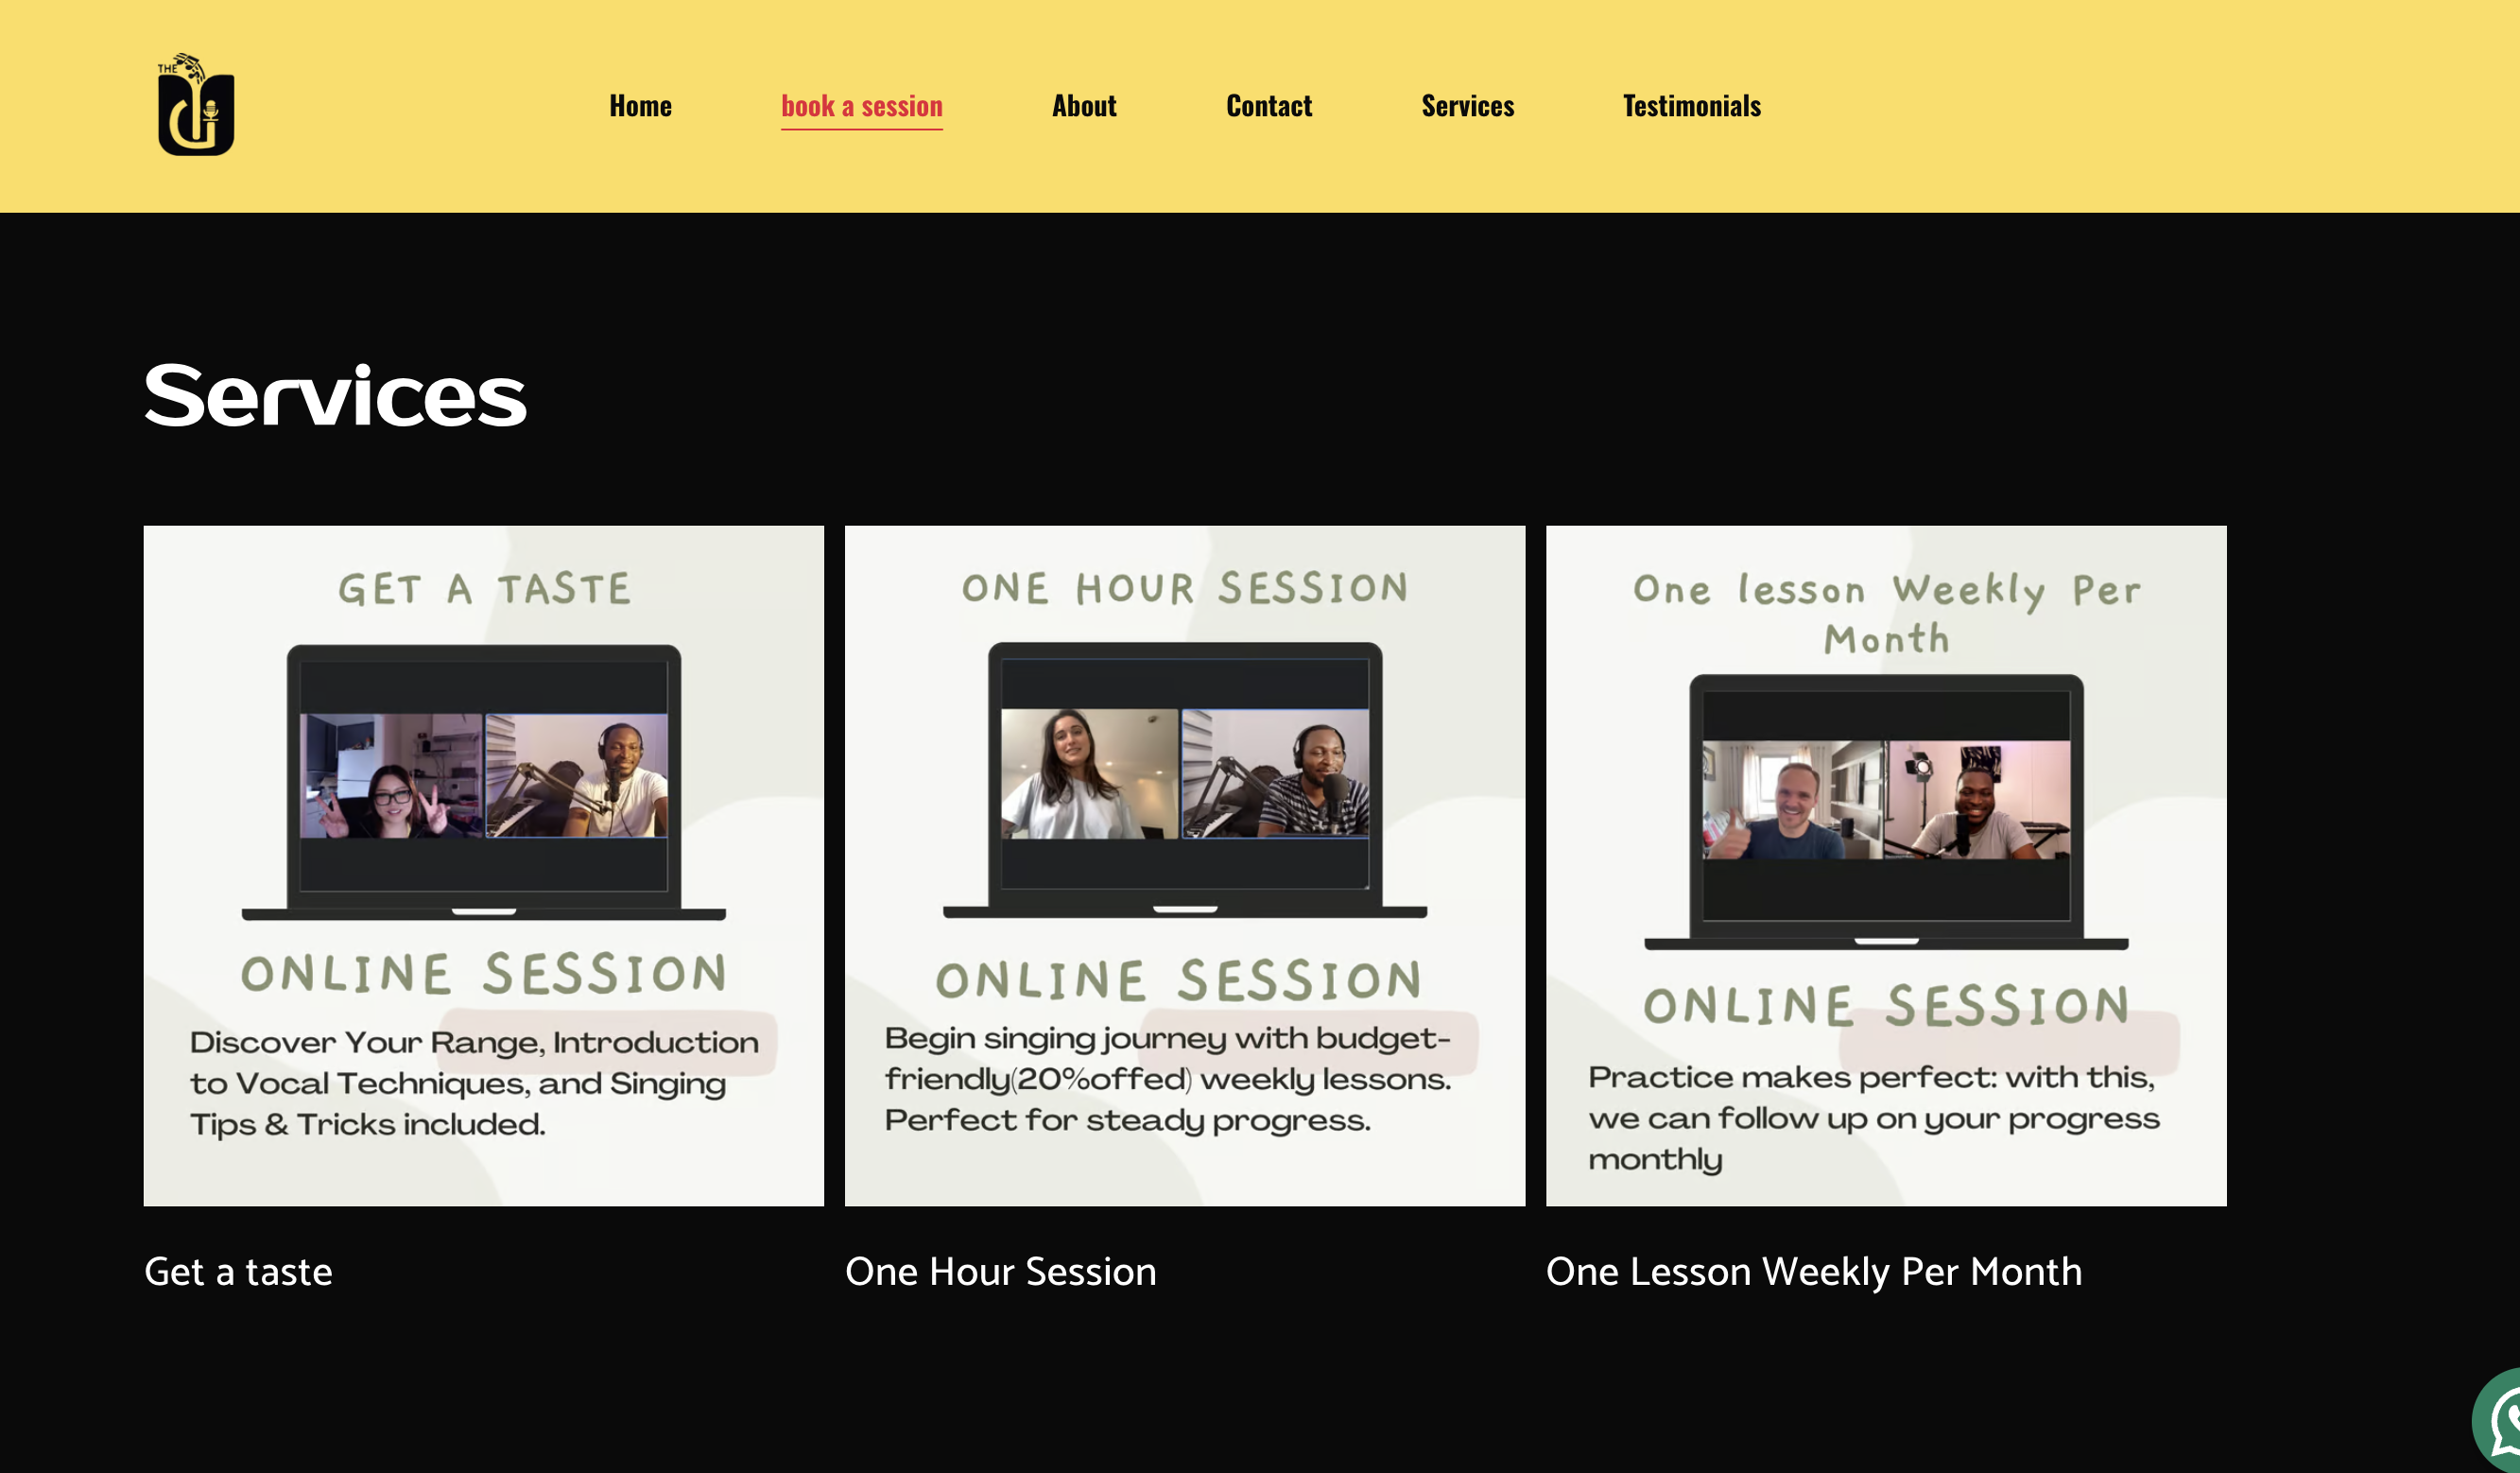 THE
Home
book a session
About
Contact
Services
Testimonials
Services
GET A TASTE
ONLINE SESSION
Discover Your Range, Introduction
to Vocal Techniques, and Singing
Tips & Tricks included.
Get a taste
ONE HOUR SESSION
ONLINE SESSION
Begin singing journey with budget-
friendly(20%offed) weekly lessons.
Perfect for steady progress.
One Hour Session
One lesson Weekly Per
Month
ONLINE SESSION
Practice makes perfect: with this,
we can follow up on your progress
monthly
One Lesson Weekly Per Month